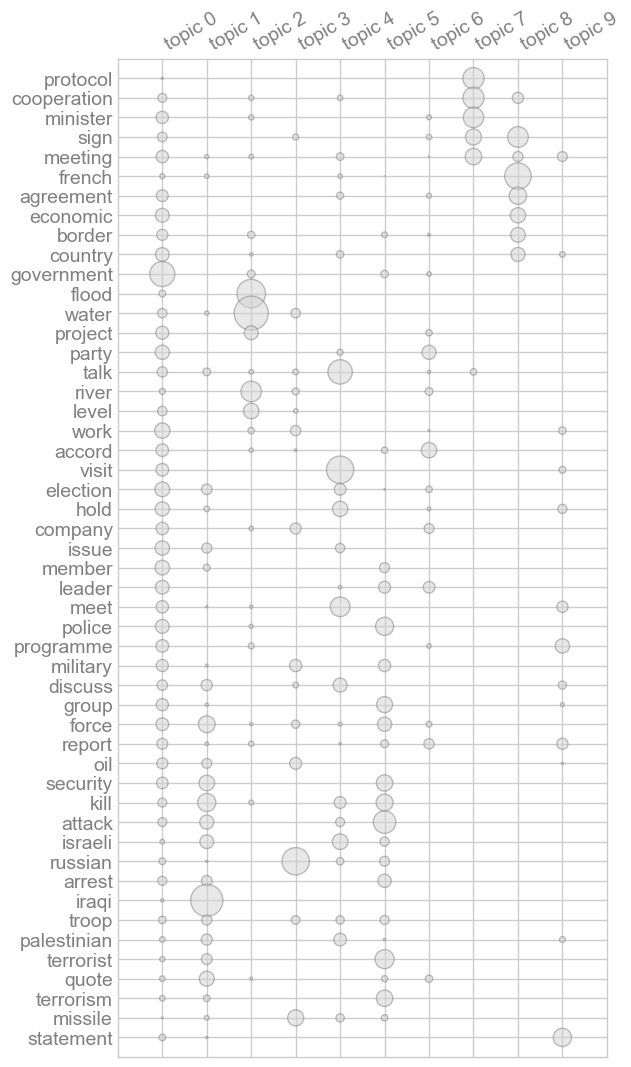 topic 0 topic 1 topic 2 topic 3 topic 4 topic 5 topic 6 topic 7 topic 8 topic 9
protocol
cooperation
minister
sign
meeting
french
agreement
economic
border
country
government
flood
water
project
party
talk
river
level
work
accord
visit
election
hold
company
issue
member
leader
meet
police
programme
military
discuss
group
force
report
oil
security
kill
attack
israeli
russian
arrest
iraqi
troop
palestinian
terrorist
quote
terrorism
missile
statement